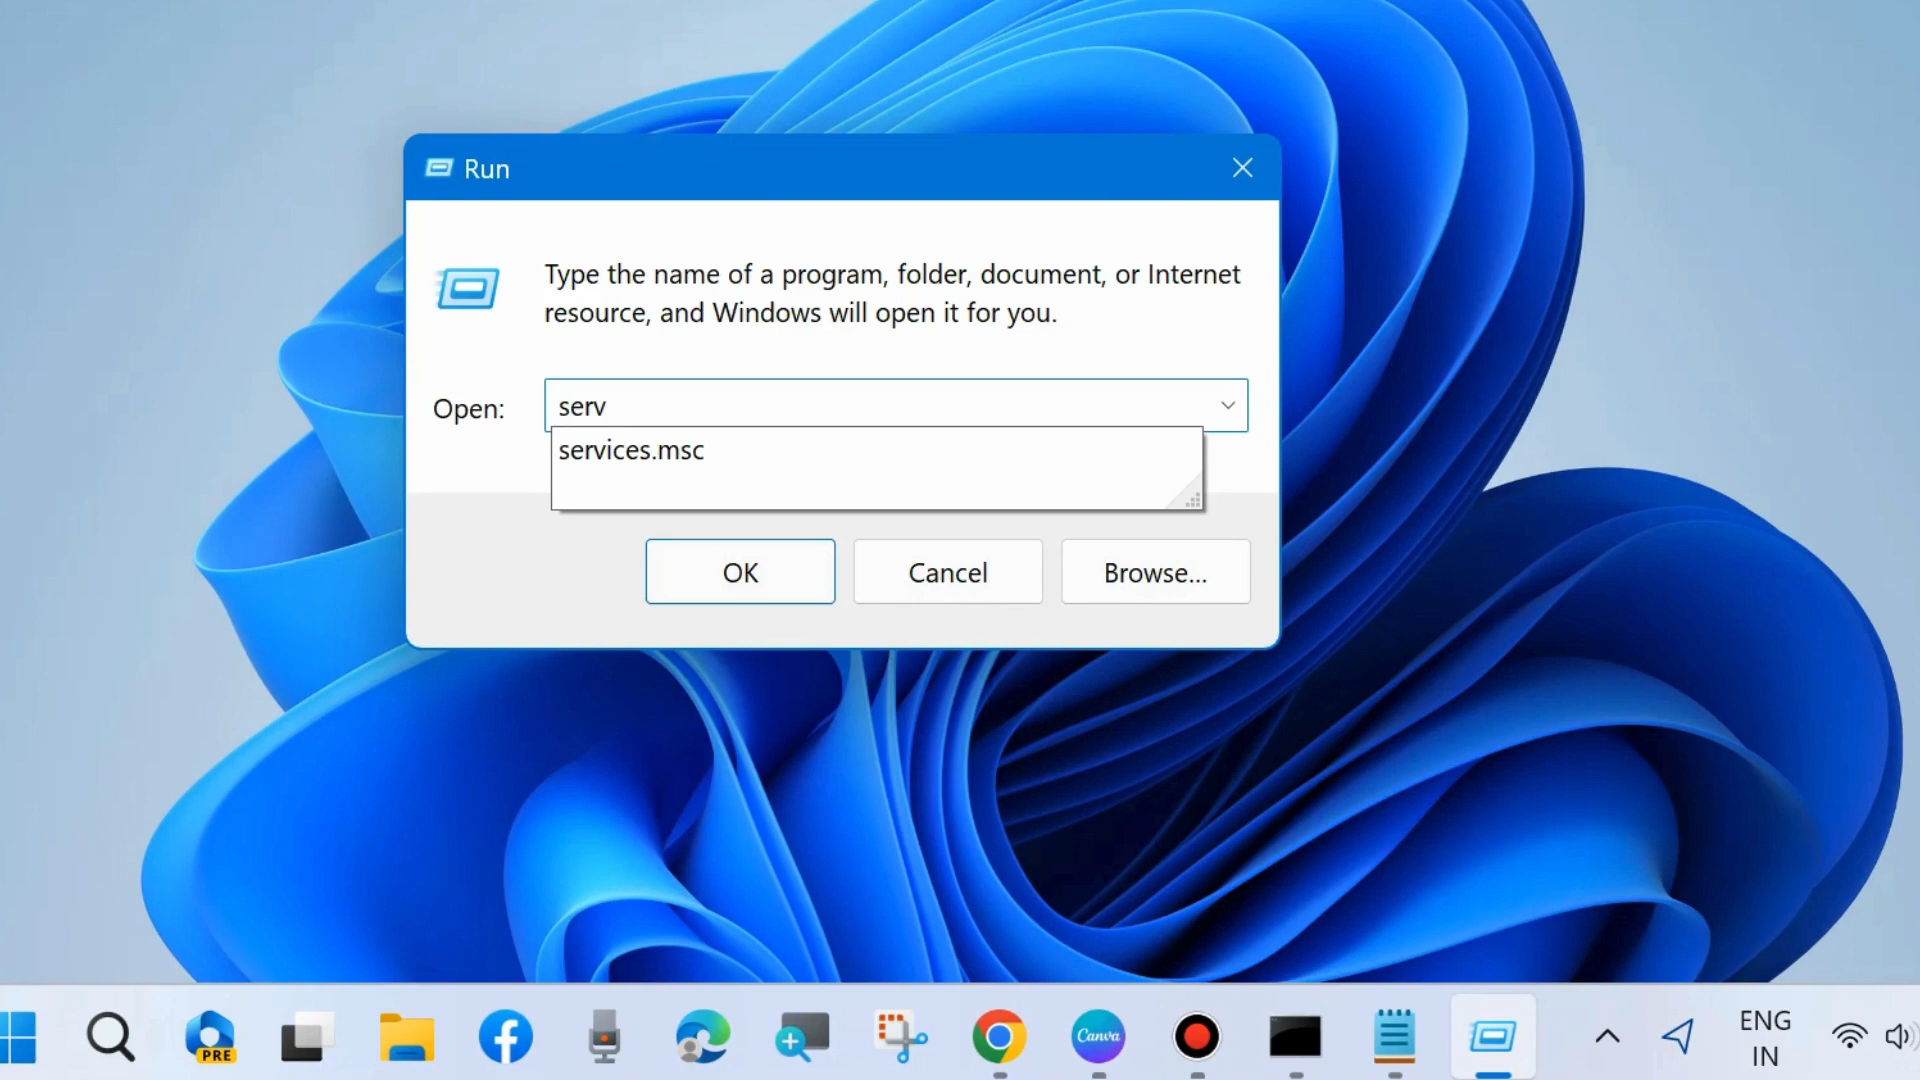 Run
Type the name of a program, folder, document, or Internet
resource, and Windows will open it for you.
Open:
serv
services.msc
OK
Cancel
Browse...
PRE
Canva
ENG
IN